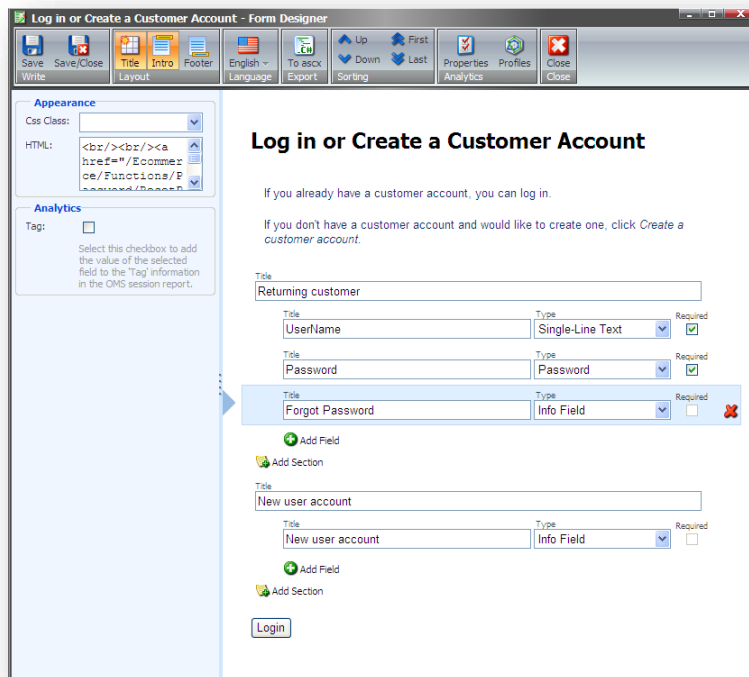 Log in or Create a Customer Account - Form Designer
Save Save/Close Title Intro Footer English To ascx Up First Down Last Properties Profiles Close
Write Layout Language Export Sorting Analytics Close
Appearance
Css Class:
HTML:
<br/><br/><a
href="/Ecommer
ce/Functions/P
Analytics
Tag:
Select this checkbox to add
the value of the selected
field to the 'Tag' information
in the OMS session report.
Log in or Create a Customer Account
If you already have a customer account, you can log in.
If you don't have a customer account and would like to create one, click Create a
customer account.
Title
Returning customer
Title Type Required
UserName Single-Line Text
Title Type Required
Password Password
Title Type Required
Forgot Password Info Field
Add Field
Add Section
Title
New user account
Title Type Required
New user account Info Field
Add Field
Add Section
Login